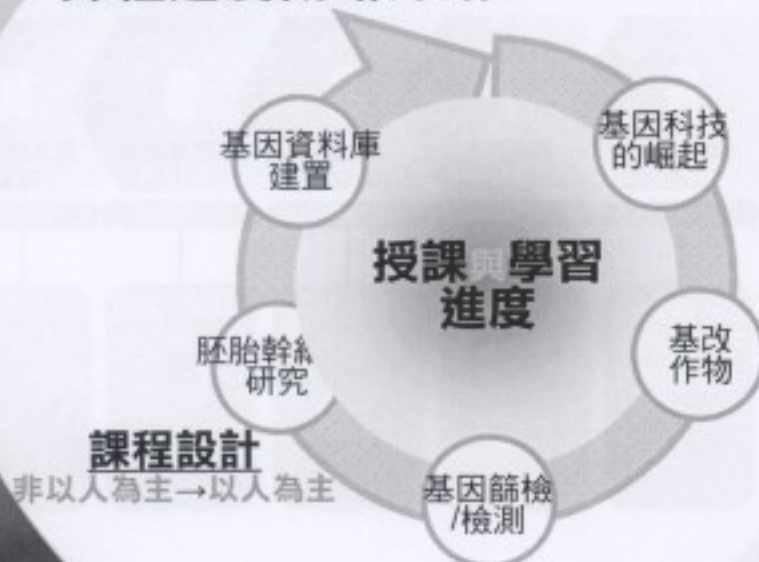 基因科技
的崛起
基改
作物
基因篩檢
/檢測
胚胎幹
研究
基因資料庫
建置
授課與學習
進度
課程設計
非以人為主→以人為主